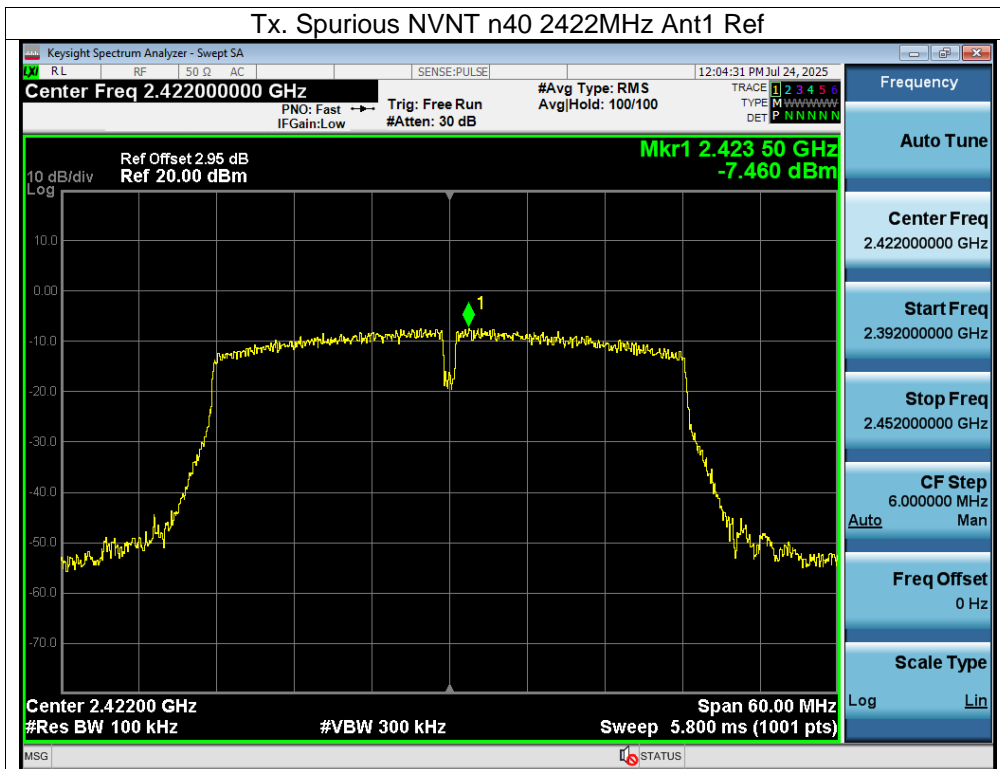 Tx. Spurious NVNT n40 2422MHz Ant1 Ref
Keysight Spectrum Analyzer - Swept SA
LXI RL RF 50 Ω AC SENSE:PULSE 12:04:31 PM Jul 24, 2025
Center Freq 2.422000000 GHz
PNO: Fast
IFGain:Low
Trig: Free Run
#Atten: 30 dB
#Avg Type: RMS
Avg|Hold: 100/100
TRACE 1 2 3 4 5 6
TYPE M WWWWW
DET P N N N N N
Ref Offset 2.95 dB
10 dB/div Ref 20.00 dBm
Log
Mkr1 2.423 50 GHz
-7.460 dBm
1
10.0
0.00
-10.0
-20.0
-30.0
-40.0
-50.0
-60.0
-70.0
Center 2.42200 GHz Span 60.00 MHz
#Res BW 100 kHz #VBW 300 kHz Sweep 5.800 ms (1001 pts)
MSG STATUS
Frequency
Auto Tune
Center Freq
2.422000000 GHz
Start Freq
2.392000000 GHz
Stop Freq
2.452000000 GHz
CF Step
6.000000 MHz
Auto Man
Freq Offset
0 Hz
Scale Type
Log Lin